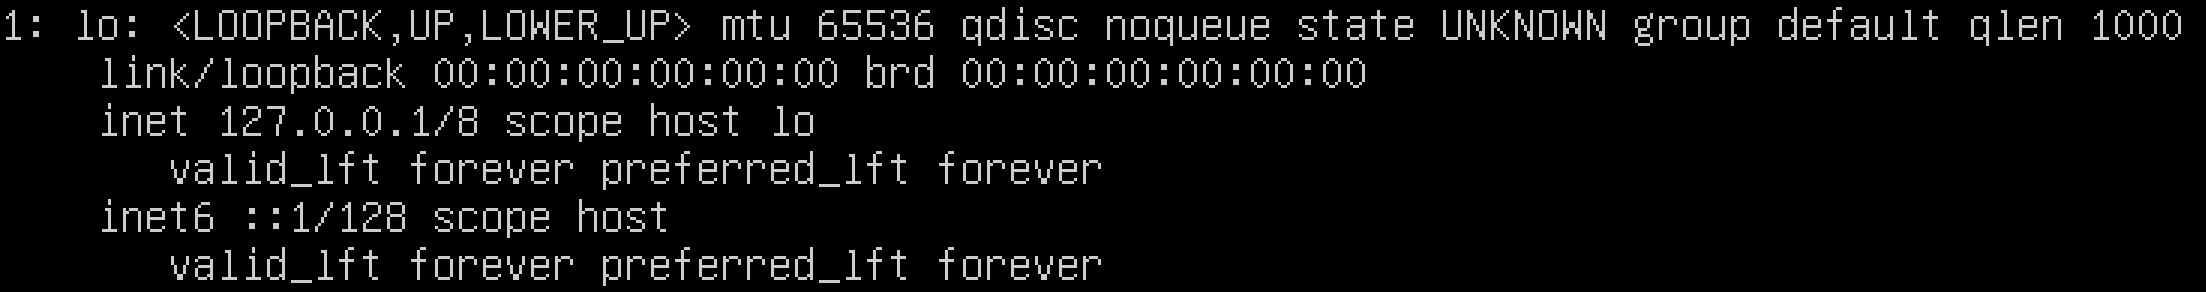 1: lo: <LOOPBACK,UP,LOWER_UP> mtu 65536 qdisc noqueue state UNKNOWN group default qlen 1000
    link/loopback 00:00:00:00:00:00 brd 00:00:00:00:00:00
    inet 127.0.0.1/8 scope host lo
       valid_lft forever preferred_lft forever
    inet6 ::1/128 scope host
       valid_lft forever preferred_lft forever